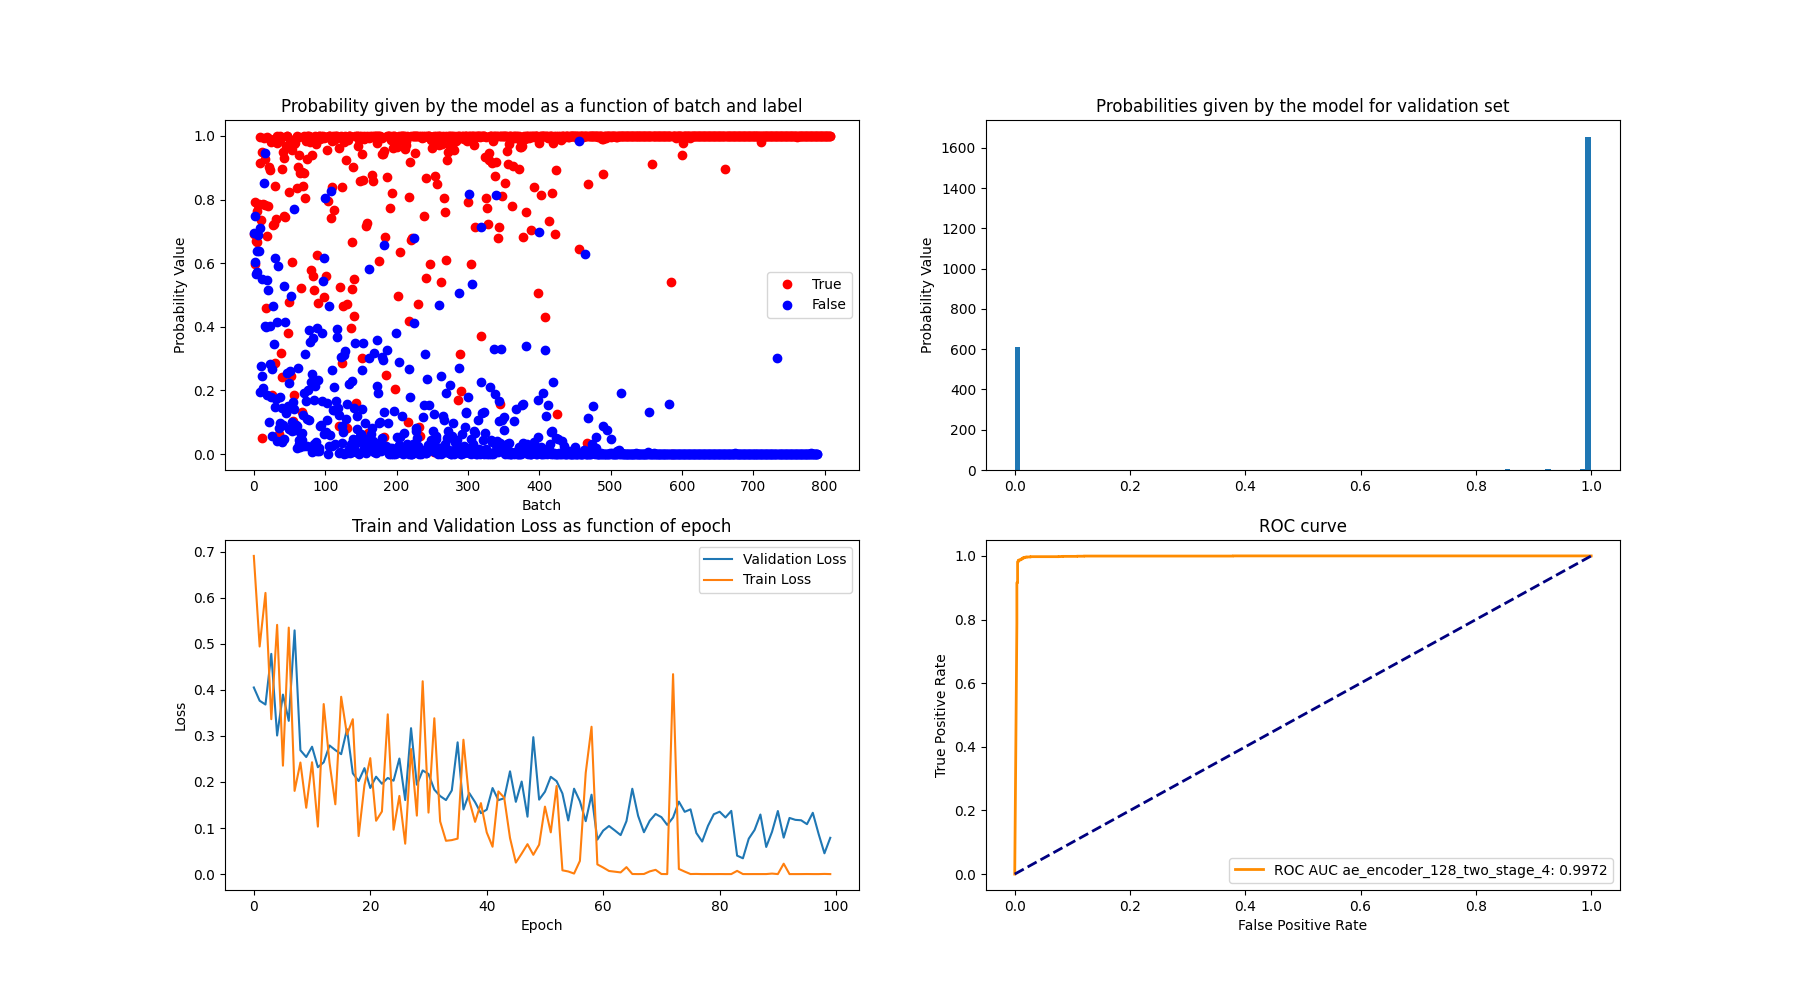 Probability given by the model as a function of batch and label
Probability Value
1.0
0.8
0.6
0.4
0.2
0.0
True
False
0 100 200 300 400 500 600 700 800
Batch
Probabilities given by the model for validation set
Probability Value
1600
1400
1200
1000
800
600
400
200
0
0.0 0.2 0.4 0.6 0.8 1.0
Train and Validation Loss as function of epoch
Loss
0.7
0.6
0.5
0.4
0.3
0.2
0.1
0.0
Validation Loss
Train Loss
0 20 40 60 80 100
Epoch
ROC curve
True Positive Rate
1.0
0.8
0.6
0.4
0.2
0.0
ROC AUC ae_encoder_128_two_stage_4: 0.9972
0.0 0.2 0.4 0.6 0.8 1.0
False Positive Rate